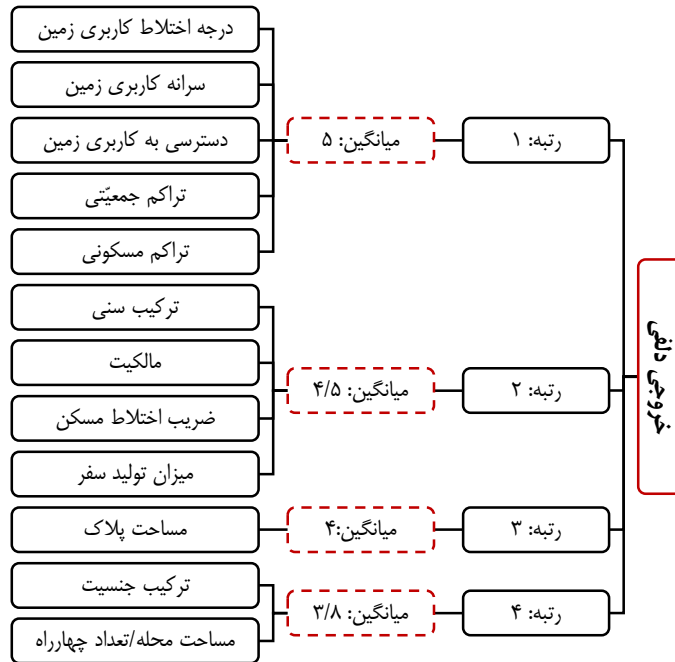 خروجی دلفی
رتبه: ۱
میانگین: ۵
درجه اختلاط کاربری زمین
سرانه کاربری زمین
دسترسی به کاربری زمین
تراکم جمعیّتی
تراکم مسکونی
رتبه: ۲
میانگین: ۴/۵
ترکیب سنی
مالکیت
ضریب اختلاط مسکن
میزان تولید سفر
رتبه: ۳
میانگین:۴
مساحت پلاک
رتبه: ۴
میانگین: ۳/۸
ترکیب جنسیت
مساحت محله/تعداد چهارراه